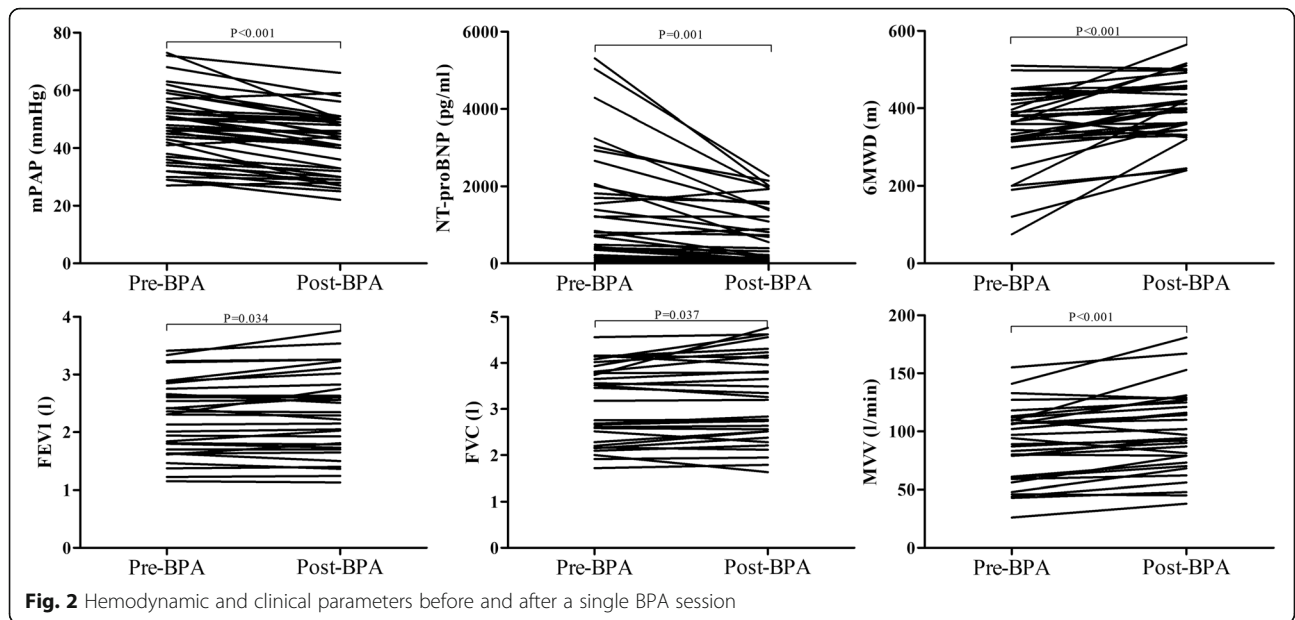 P<0.001
80
60
40
20
0
mPAP (mmHg)
Pre-BPA
Post-BPA
P=0.001
6000
4000
2000
0
NT-proBNP (pg/ml)
Pre-BPA
Post-BPA
P<0.001
600
400
200
0
6MWD (m)
Pre-BPA
Post-BPA
P=0.034
4
3
2
1
0
FEV1 (l)
Pre-BPA
Post-BPA
P=0.037
5
4
3
2
1
0
FVC (l)
Pre-BPA
Post-BPA
P<0.001
200
150
100
50
0
MVV (l/min)
Pre-BPA
Post-BPA
Fig. 2 Hemodynamic and clinical parameters before and after a single BPA session